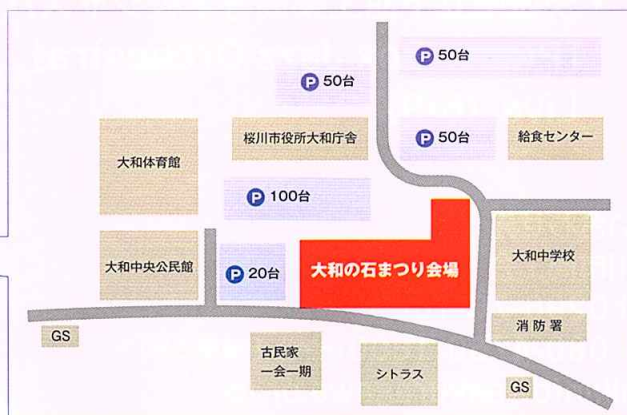 P 50台
P 50台
桜川市役所大和庁舎
P 50台
給食センター
大和体育館
P 100台
大和中央公民館
P 20台
大和の石まつり会場
大和中学校
消防署
GS
古民家
一会一期
シトラス
GS